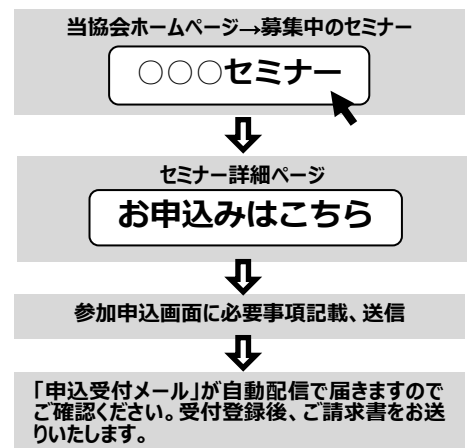 当協会ホームページ→募集中のセミナー
○○○セミナー
セミナー詳細ページ
お申込みはこちら
参加申込画面に必要事項記載、送信
「申込受付メール」が自動配信で届きますので
ご確認ください。受付登録後、ご請求書をお送
りいたします。